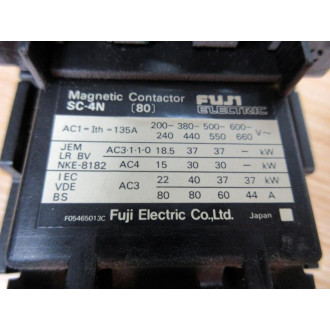 Magnetic Contactor FUJI
SC-4N [80] ELECTRIC
AC1-Ith-135A 200- 380- 500- 600- V~
240 440 550 660
JEM AC3·1·1·0 18.5 37 37 – kW
LR BV
NKE-8182 AC4 15 30 30 – kW
IEC 22 40 37 37 kW
VDE AC3
BS 80 80 60 44 A
F05465013C Fuji Electric Co.,Ltd. Japan